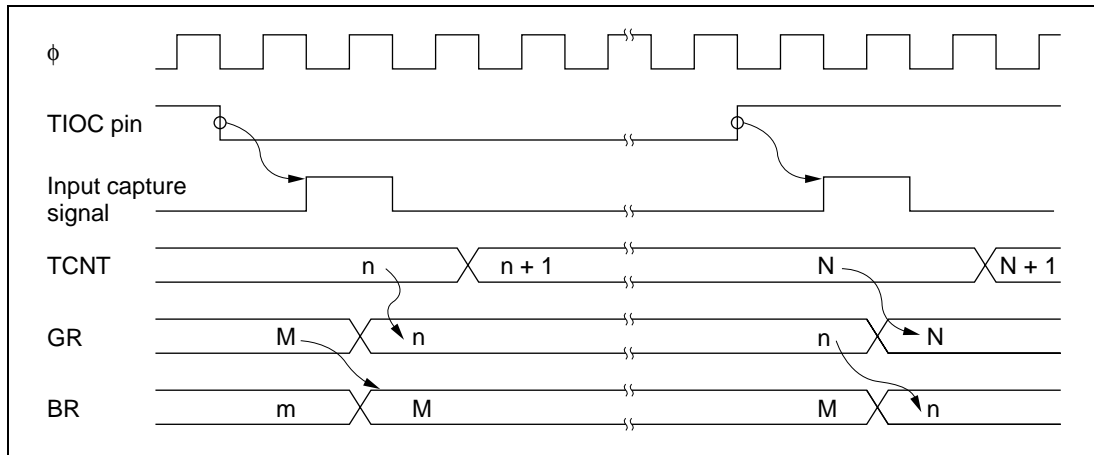 φ
TIOC pin
Input capture
signal
TCNT n n + 1 N N + 1
GR M n n N
BR m M M n